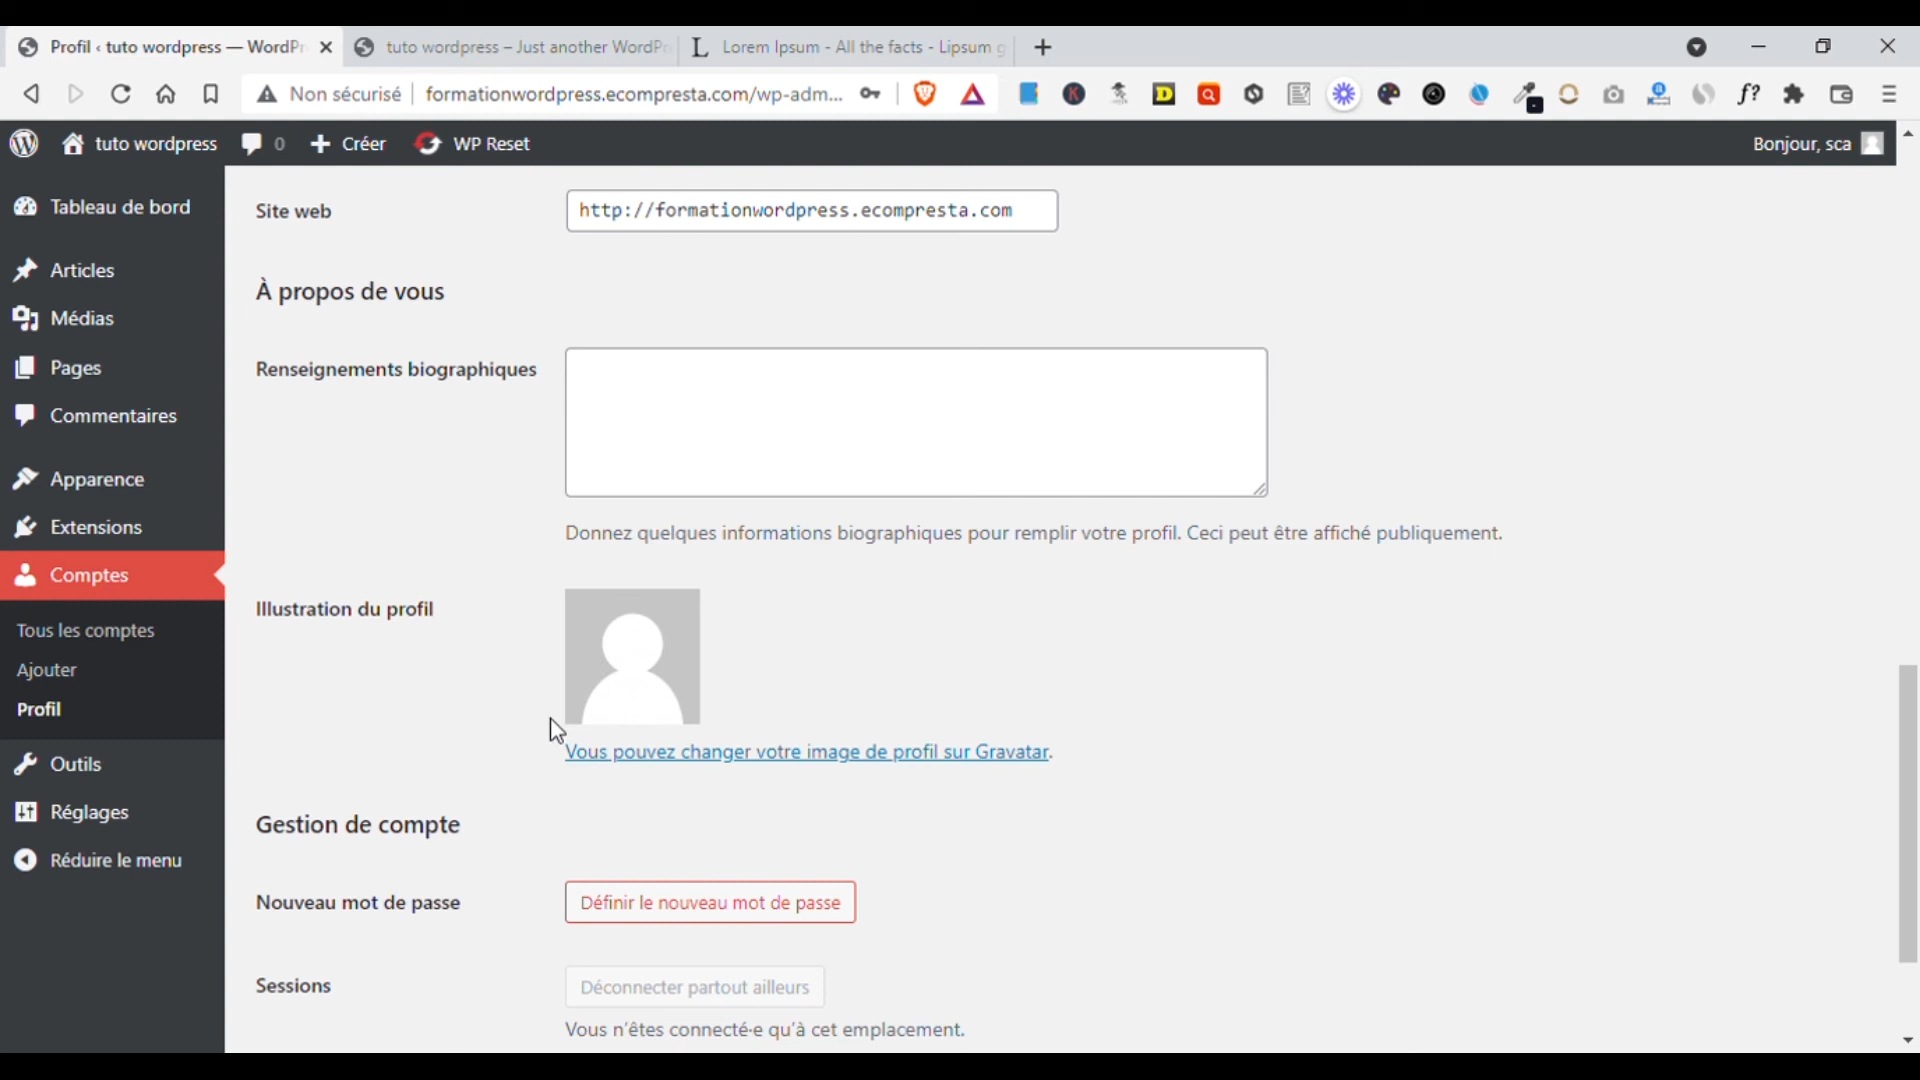 Profil ‹ tuto wordpress — WordPr
tuto wordpress – Just another WordPr
Lorem Ipsum - All the facts - Lipsum g
Non sécurisé
formationwordpress.ecompresta.com/wp-adm...
tuto wordpress
0
Créer
WP Reset
Bonjour, sca
Tableau de bord
Articles
Médias
Pages
Commentaires
Apparence
Extensions
Comptes
Tous les comptes
Ajouter
Profil
Outils
Réglages
Réduire le menu
Site web
http://formationwordpress.ecompresta.com
À propos de vous
Renseignements biographiques
Donnez quelques informations biographiques pour remplir votre profil. Ceci peut être affiché publiquement.
Illustration du profil
Vous pouvez changer votre image de profil sur Gravatar.
Gestion de compte
Nouveau mot de passe
Définir le nouveau mot de passe
Sessions
Déconnecter partout ailleurs
Vous n'êtes connecté·e qu'à cet emplacement.